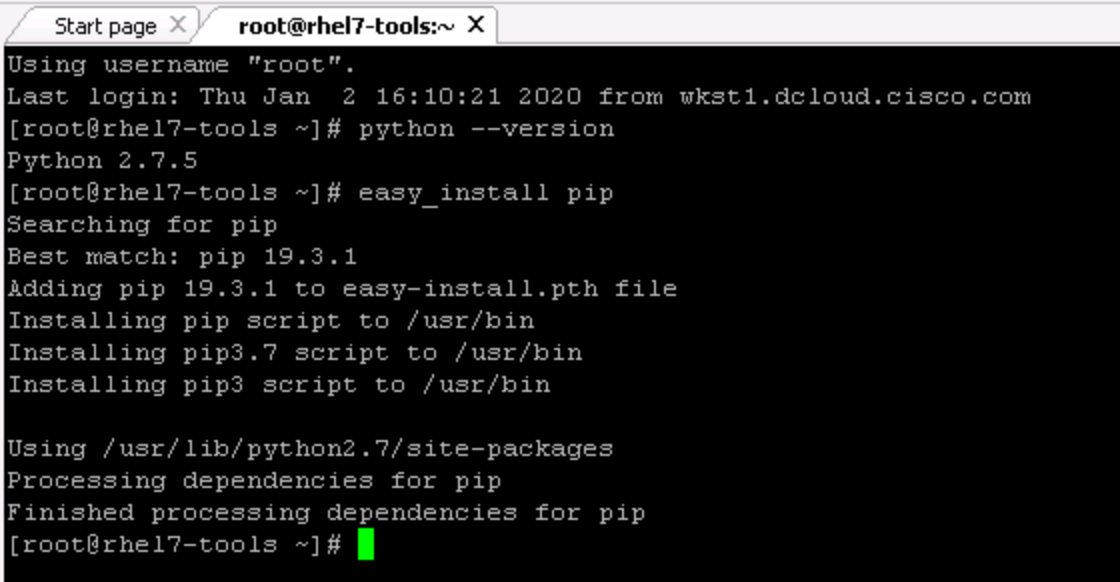 Start page
root@rhel7-tools:~
Using username "root".
Last login: Thu Jan  2 16:10:21 2020 from wkst1.dcloud.cisco.com
[root@rhel7-tools ~]# python --version
Python 2.7.5
[root@rhel7-tools ~]# easy_install pip
Searching for pip
Best match: pip 19.3.1
Adding pip 19.3.1 to easy-install.pth file
Installing pip script to /usr/bin
Installing pip3.7 script to /usr/bin
Installing pip3 script to /usr/bin
Using /usr/lib/python2.7/site-packages
Processing dependencies for pip
Finished processing dependencies for pip
[root@rhel7-tools ~]#